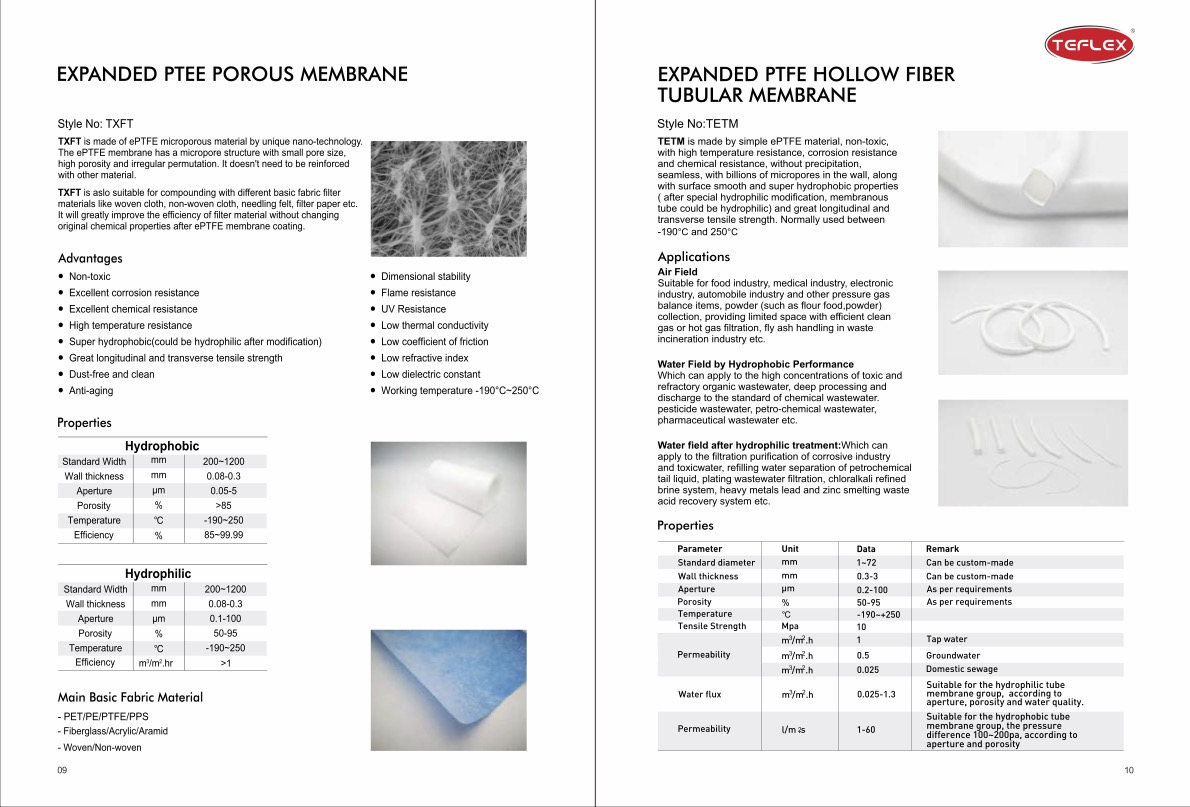 EXPANDED PTEE POROUS MEMBRANE
Style No: TXFT
TXFT is made of ePTFE microporous material by unique nano-technology.
The ePTFE membrane has a micropore structure with small pore size,
high porosity and irregular permutation. It doesn't need to be reinforced
with other material.
TXFT is aslo suitable for compounding with different basic fabric filter
materials like woven cloth, non-woven cloth, needling felt, filter paper etc.
It will greatly improve the efficiency of filter material without changing
original chemical properties after ePTFE membrane coating.
Advantages
• Non-toxic
• Excellent corrosion resistance
• Excellent chemical resistance
• High temperature resistance
• Super hydrophobic(could be hydrophilic after modification)
• Great longitudinal and transverse tensile strength
• Dust-free and clean
• Anti-aging
• Dimensional stability
• Flame resistance
• UV Resistance
• Low thermal conductivity
• Low coefficient of friction
• Low refractive index
• Low dielectric constant
• Working temperature -190°C~250°C
Properties
Hydrophobic
Standard Width mm 200~1200
Wall thickness mm 0.08-0.3
Aperture μm 0.05-5
Porosity % >85
Temperature ℃ -190~250
Efficiency % 85~99.99
Hydrophilic
Standard Width mm 200~1200
Wall thickness mm 0.08-0.3
Aperture μm 0.1-100
Porosity % 50-95
Temperature ℃ -190~250
Efficiency m³/m².hr >1
Main Basic Fabric Material
- PET/PE/PTFE/PPS
- Fiberglass/Acrylic/Aramid
- Woven/Non-woven
09
TEFLEX®
EXPANDED PTFE HOLLOW FIBER
TUBULAR MEMBRANE
Style No:TETM
TETM is made by simple ePTFE material, non-toxic,
with high temperature resistance, corrosion resistance
and chemical resistance, without precipitation,
seamless, with billions of micropores in the wall, along
with surface smooth and super hydrophobic properties
( after special hydrophilic modification, membranous
tube could be hydrophilic) and great longitudinal and
transverse tensile strength. Normally used between
-190°C and 250°C
Applications
Air Field
Suitable for food industry, medical industry, electronic
industry, automobile industry and other pressure gas
balance items, powder (such as flour food,powder)
collection, providing limited space with efficient clean
gas or hot gas filtration, fly ash handling in waste
incineration industry etc.
Water Field by Hydrophobic Performance
Which can apply to the high concentrations of toxic and
refractory organic wastewater, deep processing and
discharge to the standard of chemical wastewater.
pesticide wastewater, petro-chemical wastewater,
pharmaceutical wastewater etc.
Water field after hydrophilic treatment:Which can
apply to the filtration purification of corrosive industry
and toxicwater, refilling water separation of petrochemical
tail liquid, plating wastewater filtration, chloralkali refined
brine system, heavy metals lead and zinc smelting waste
acid recovery system etc.
Properties
Parameter Unit Data Remark
Standard diameter mm 1~72 Can be custom-made
Wall thickness mm 0.3-3 Can be custom-made
Aperture μm 0.2-100 As per requirements
Porosity % 50-95 As per requirements
Temperature ℃ -190~+250
Tensile Strength Mpa 10
m³/m².h 1 Tap water
Permeability m³/m².h 0.5 Groundwater
m³/m².h 0.025 Domestic sewage
Water flux m³/m².h 0.025-1.3
Suitable for the hydrophilic tube
membrane group, according to
aperture, porosity and water quality.
Permeability l/m²s 1-60
Suitable for the hydrophobic tube
membrane group, the pressure
difference 100~200pa, according to
aperture and porosity
10